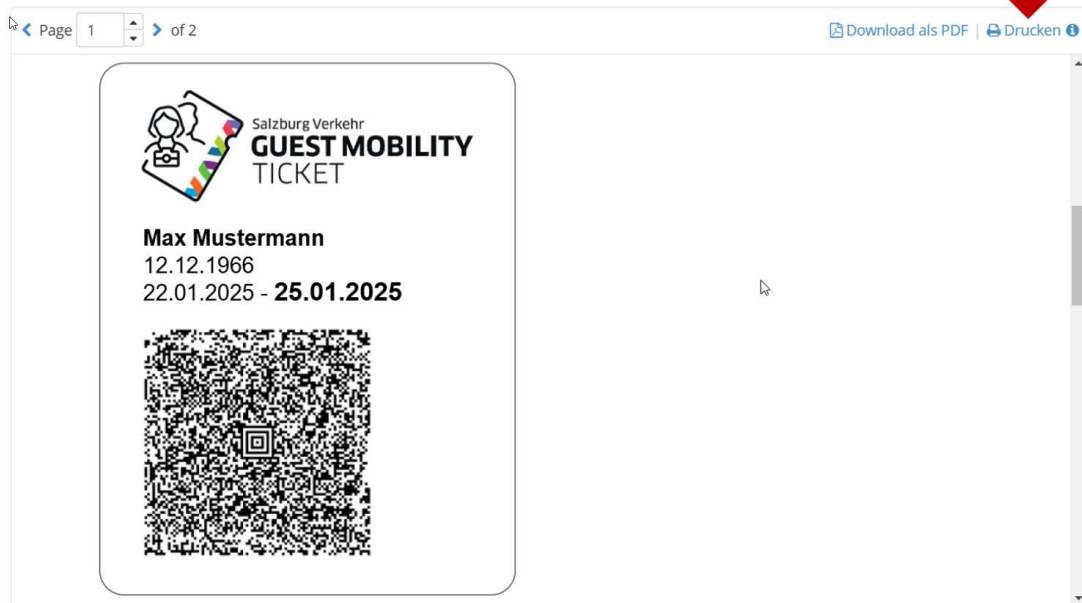 Page 1 of 2
Download als PDF | Drucken
Salzburg Verkehr
GUEST MOBILITY
TICKET
Max Mustermann
12.12.1966
22.01.2025 - 25.01.2025